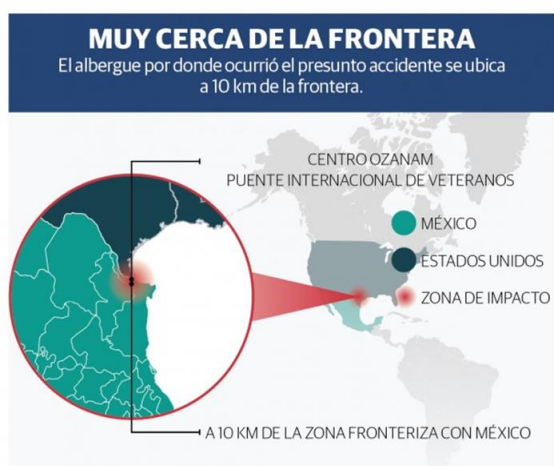 MUY CERCA DE LA FRONTERA
El albergue por donde ocurrió el presunto accidente se ubica
a 10 km de la frontera.
CENTRO OZANAM
PUENTE INTERNACIONAL DE VETERANOS
MÉXICO
ESTADOS UNIDOS
ZONA DE IMPACTO
A 10 KM DE LA ZONA FRONTERIZA CON MÉXICO